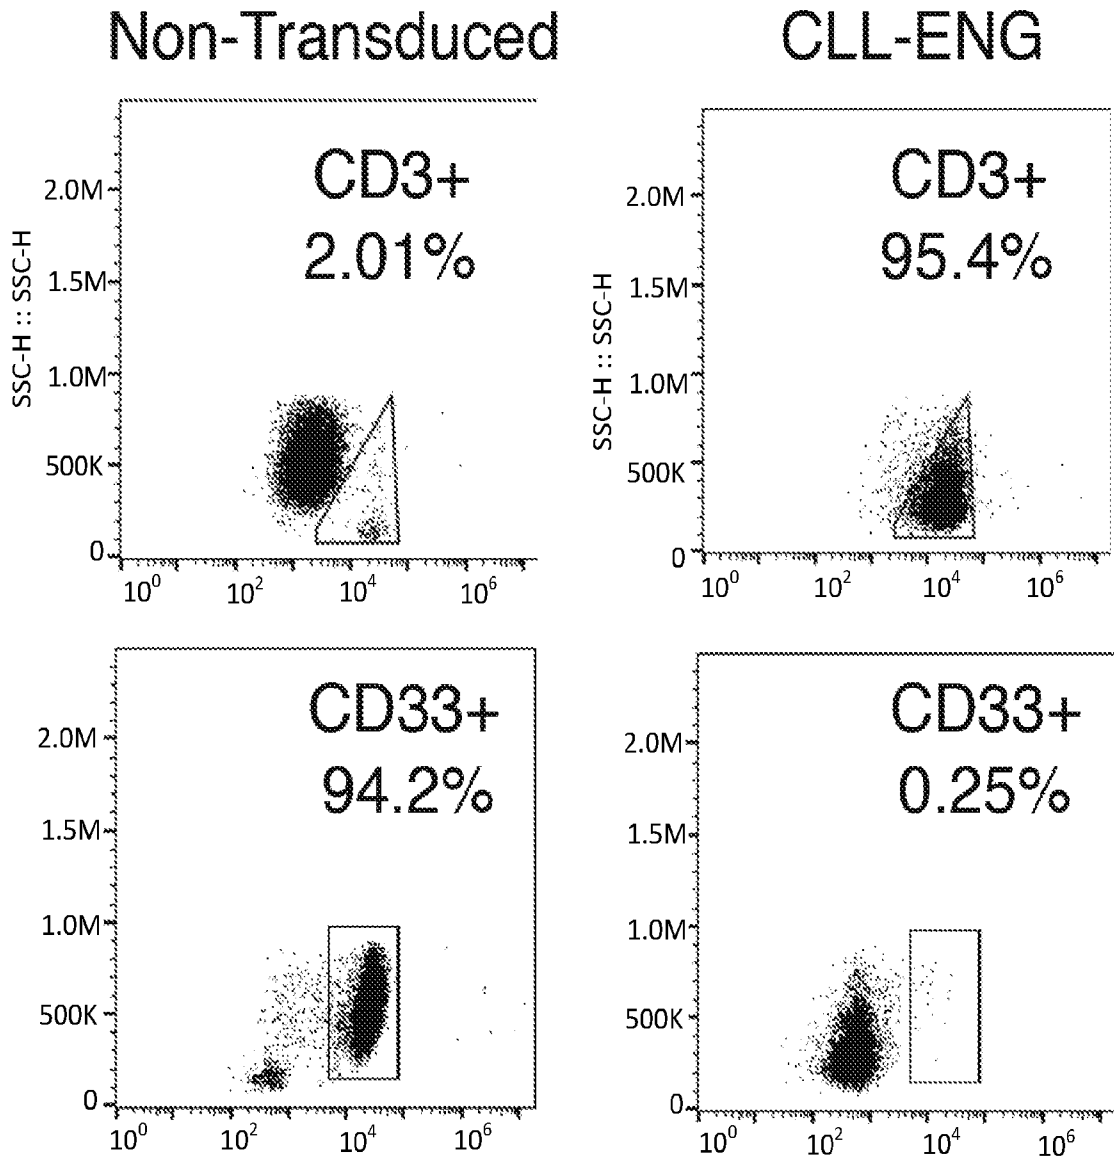 Non-Transduced
CLL-ENG
CD3+
2.01%
SSC-H :: SSC-H
2.0M
1.5M
1.0M
500K
0
10^0
10^2
10^4
10^6
CD3+
95.4%
SSC-H :: SSC-H
2.0M
1.5M
1.0M
500K
0
10^0
10^2
10^4
10^6
CD33+
94.2%
2.0M
1.5M
1.0M
500K
0
10^0
10^2
10^4
10^6
CD33+
0.25%
2.0M
1.5M
1.0M
500K
0
10^0
10^2
10^4
10^6